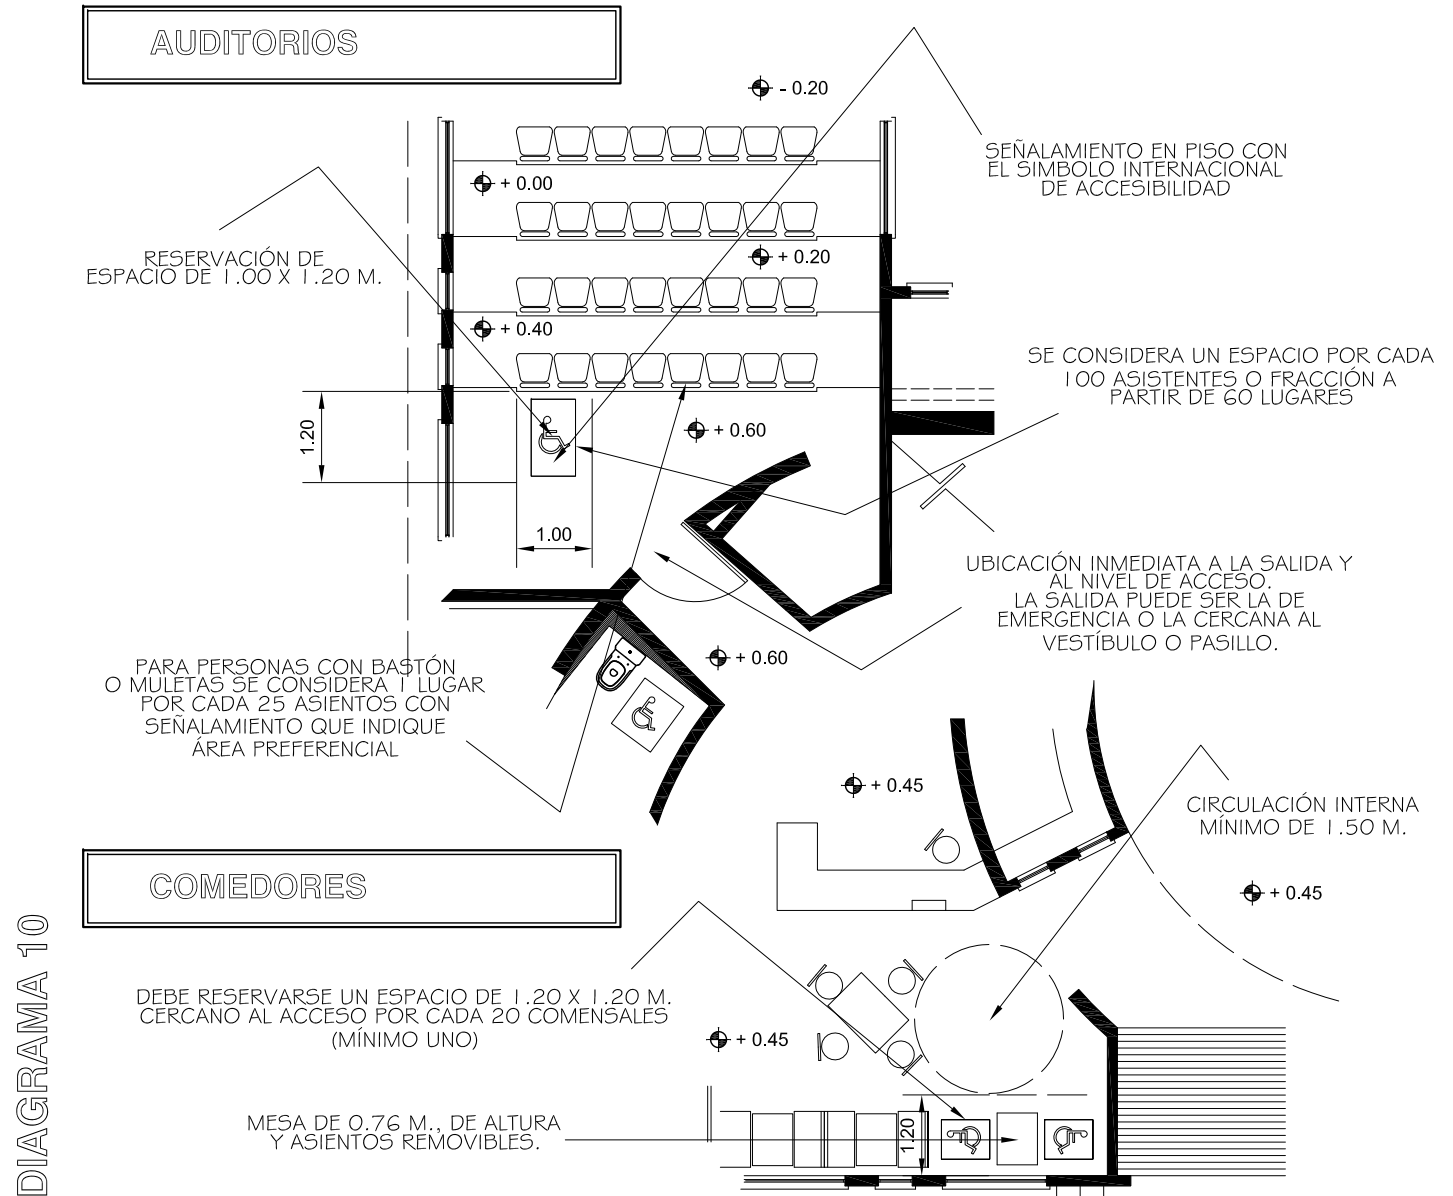 AUDITORIOS
- 0.20
SEÑALAMIENTO EN PISO CON
EL SIMBOLO INTERNACIONAL
DE ACCESIBILIDAD
+ 0.00
RESERVACIÓN DE
ESPACIO DE 1.00 X 1.20 M.
+ 0.20
+ 0.40
SE CONSIDERA UN ESPACIO POR CADA
100 ASISTENTES O FRACCIÓN A
PARTIR DE 60 LUGARES
1.20
+ 0.60
1.00
UBICACIÓN INMEDIATA A LA SALIDA Y
AL NIVEL DE ACCESO.
LA SALIDA PUEDE SER LA DE
EMERGENCIA O LA CERCANA AL
VESTÍBULO O PASILLO.
+ 0.60
PARA PERSONAS CON BASTÓN
O MULETAS SE CONSIDERA 1 LUGAR
POR CADA 25 ASIENTOS CON
SEÑALAMIENTO QUE INDIQUE
ÁREA PREFERENCIAL
+ 0.45
CIRCULACIÓN INTERNA
MÍNIMO DE 1.50 M.
COMEDORES
+ 0.45
DEBE RESERVARSE UN ESPACIO DE 1.20 X 1.20 M.
CERCANO AL ACCESO POR CADA 20 COMENSALES
(MÍNIMO UNO)
+ 0.45
MESA DE 0.76 M., DE ALTURA
Y ASIENTOS REMOVIBLES.
1.20
DIAGRAMA 10